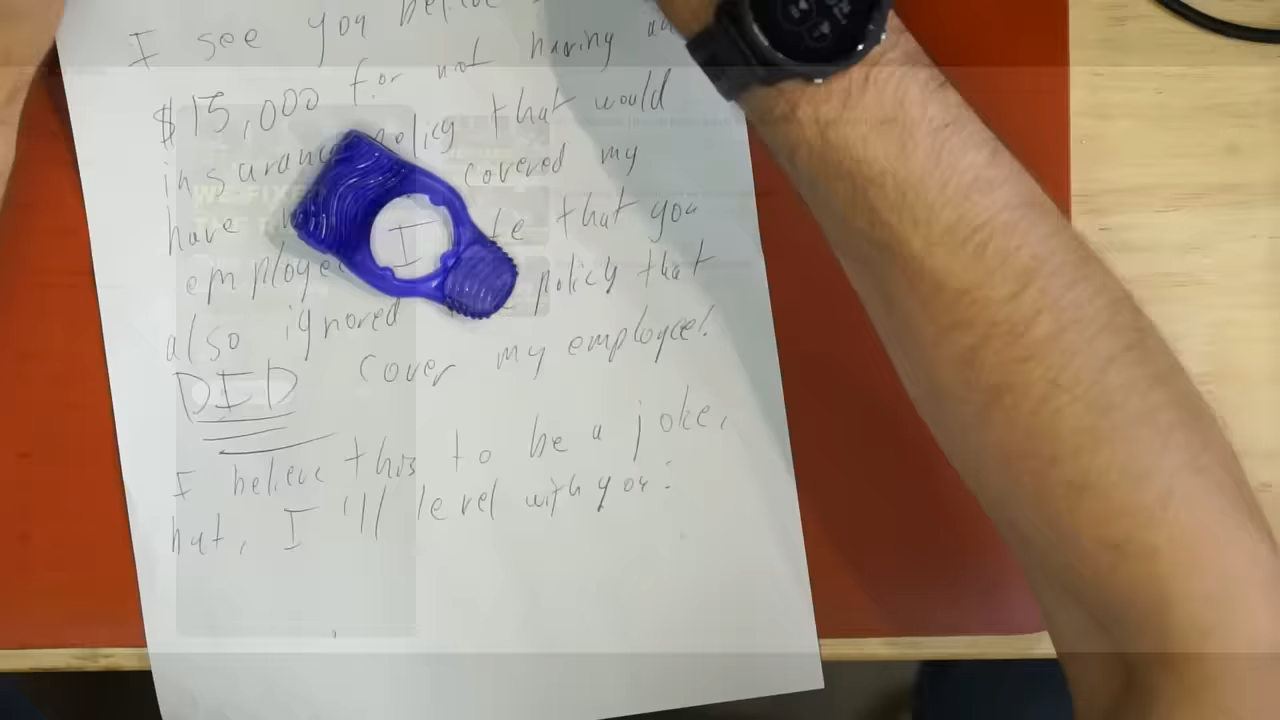 I see you
$15,000 for not having
insurance policy that would
have covered my
employee I that you
also ignored policy that
DID cover my employee!
I believe this to be a joke,
but, I'll level with you: